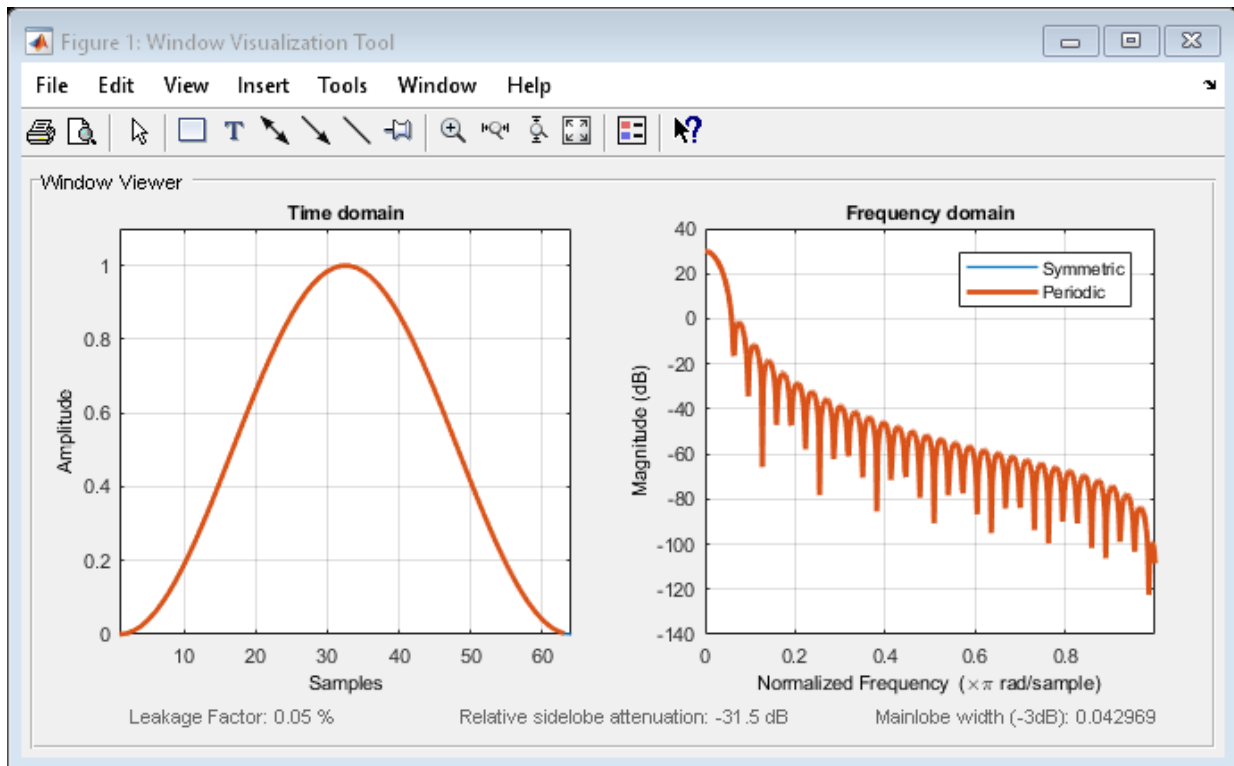 Figure 1: Window Visualization Tool
File Edit View Insert Tools Window Help
T
?
Window Viewer
Time domain
1
0.8
0.6
0.4
0.2
0
Amplitude
10 20 30 40 50 60
Samples
Frequency domain
40
20
0
-20
-40
-60
-80
-100
-120
-140
Magnitude (dB)
Symmetric
Periodic
0 0.2 0.4 0.6 0.8
Normalized Frequency (×π rad/sample)
Leakage Factor: 0.05 % Relative sidelobe attenuation: -31.5 dB Mainlobe width (-3dB): 0.042969